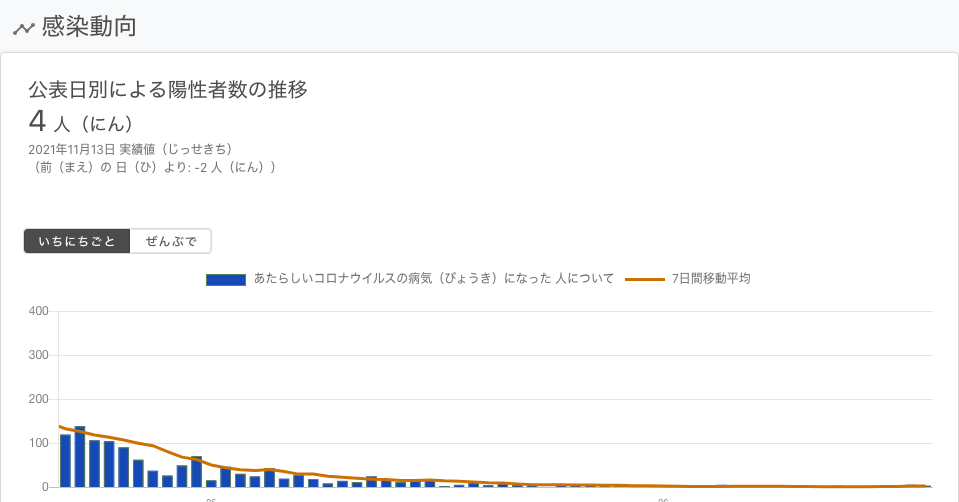 感染動向
公表日別による陽性者数の推移
4 人（にん）
2021年11月13日 実績値（じっせきち）
（前（まえ）の 日（ひ）より: -2 人（にん））
いちにちごと ぜんぶで
あたらしいコロナウイルスの病気（びょうき）になった 人について 7日間移動平均
400
300
200
100
0